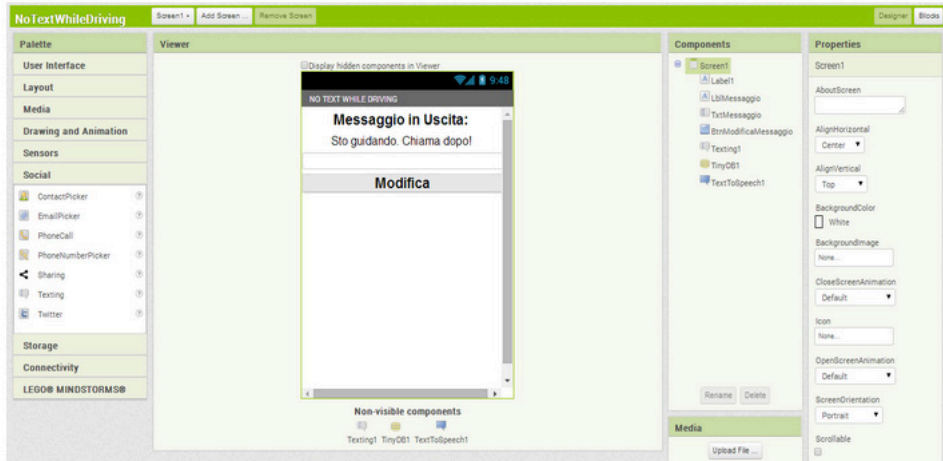 NoTextWhileDriving
Screen1
Add Screen ...
Remove Screen
Designer
Blocks
Palette
User Interface
Layout
Media
Drawing and Animation
Sensors
Social
ContactPicker
EmailPicker
PhoneCall
PhoneNumberPicker
Sharing
Texting
Twitter
Storage
Connectivity
LEGO® MINDSTORMS®
Viewer
Display hidden components in Viewer
9:48
NO TEXT WHILE DRIVING
Messaggio in Uscita:
Sto guidando. Chiama dopo!
Modifica
Non-visible components
Texting1 TinyDB1 TextToSpeech1
Components
Screen1
Label1
LblMessaggio
TxtMessaggio
BtnModificaMessaggio
Texting1
TinyDB1
TextToSpeech1
Rename Delete
Media
Upload File ...
Properties
Screen1
AboutScreen
AlignHorizontal
Center
AlignVertical
Top
BackgroundColor
White
BackgroundImage
None...
CloseScreenAnimation
Default
Icon
None...
OpenScreenAnimation
Default
ScreenOrientation
Portrait
Scrollable